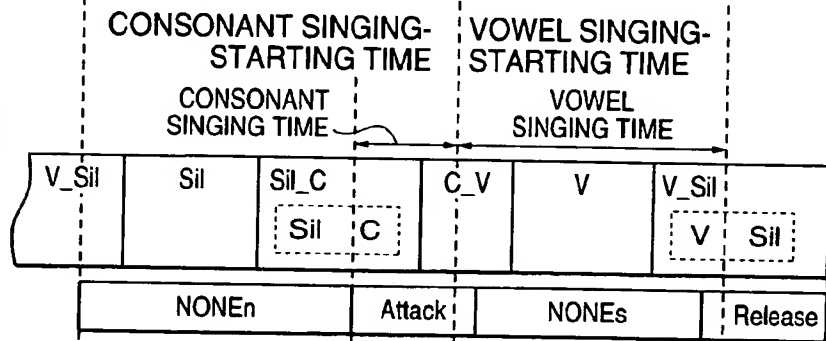 CONSONANT SINGING-
STARTING TIME
VOWEL SINGING-
STARTING TIME
CONSONANT
SINGING TIME
VOWEL
SINGING TIME
V_Sil Sil Sil_C C_V V V_Sil
Sil C V Sil
NONEn Attack NONEs Release